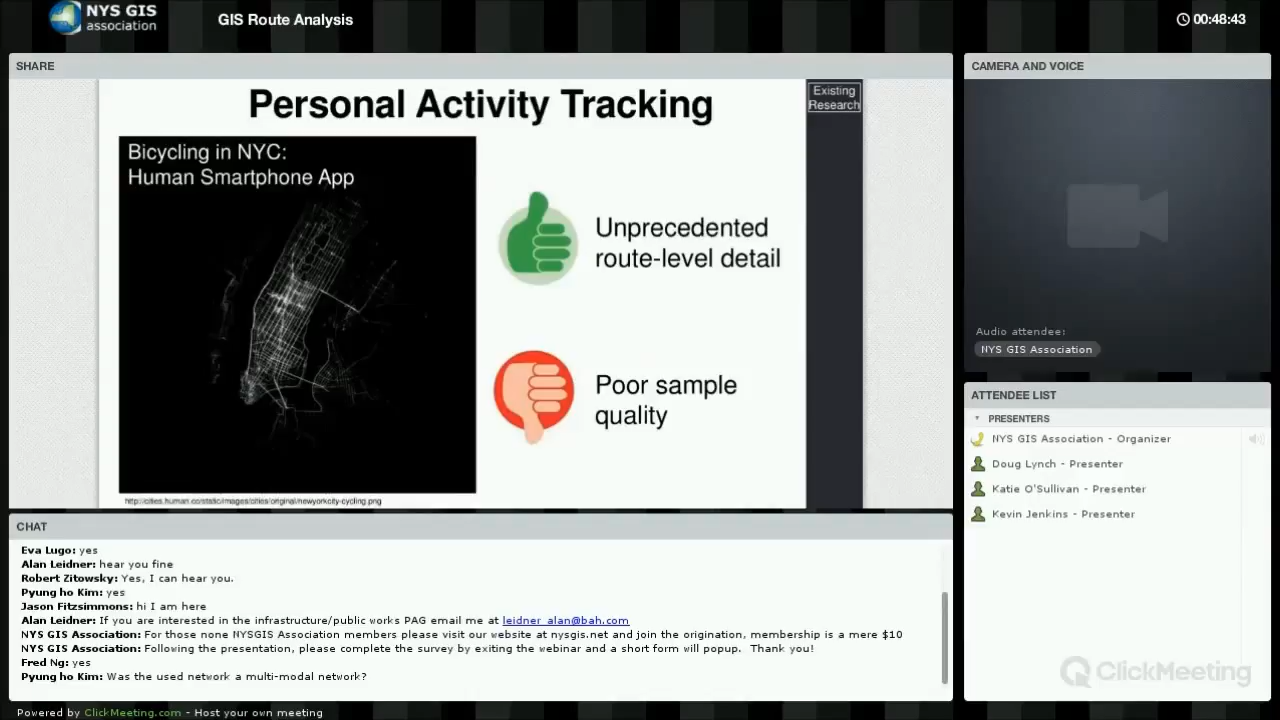 NYS GIS
association
GIS Route Analysis
00:48:43
SHARE
Personal Activity Tracking
Existing
Research
Bicycling in NYC:
Human Smartphone App
Unprecedented
route-level detail
Poor sample
quality
http://cities.human.co/static/images/cities/original/newyorkcity-cycling.png
CAMERA AND VOICE
Audio attendee:
NYS GIS Association
ATTENDEE LIST
PRESENTERS
NYS GIS Association - Organizer
Doug Lynch - Presenter
Katie O'Sullivan - Presenter
Kevin Jenkins - Presenter
CHAT
Eva Lugo: yes
Alan Leidner: hear you fine
Robert Zitowsky: Yes, I can hear you.
Pyung ho Kim: yes
Jason Fitzsimmons: hi I am here
Alan Leidner: If you are interested in the infrastructure/public works PAG email me at leidner_alan@bah.com
NYS GIS Association: For those none NYSGIS Association members please visit our website at nysgis.net and join the origination, membership is a mere $10
NYS GIS Association: Following the presentation, please complete the survey by exiting the webinar and a short form will popup.  Thank you!
Fred Ng: yes
Pyung ho Kim: Was the used network a multi-modal network?
ClickMeeting
Powered by ClickMeeting.com - Host your own meeting